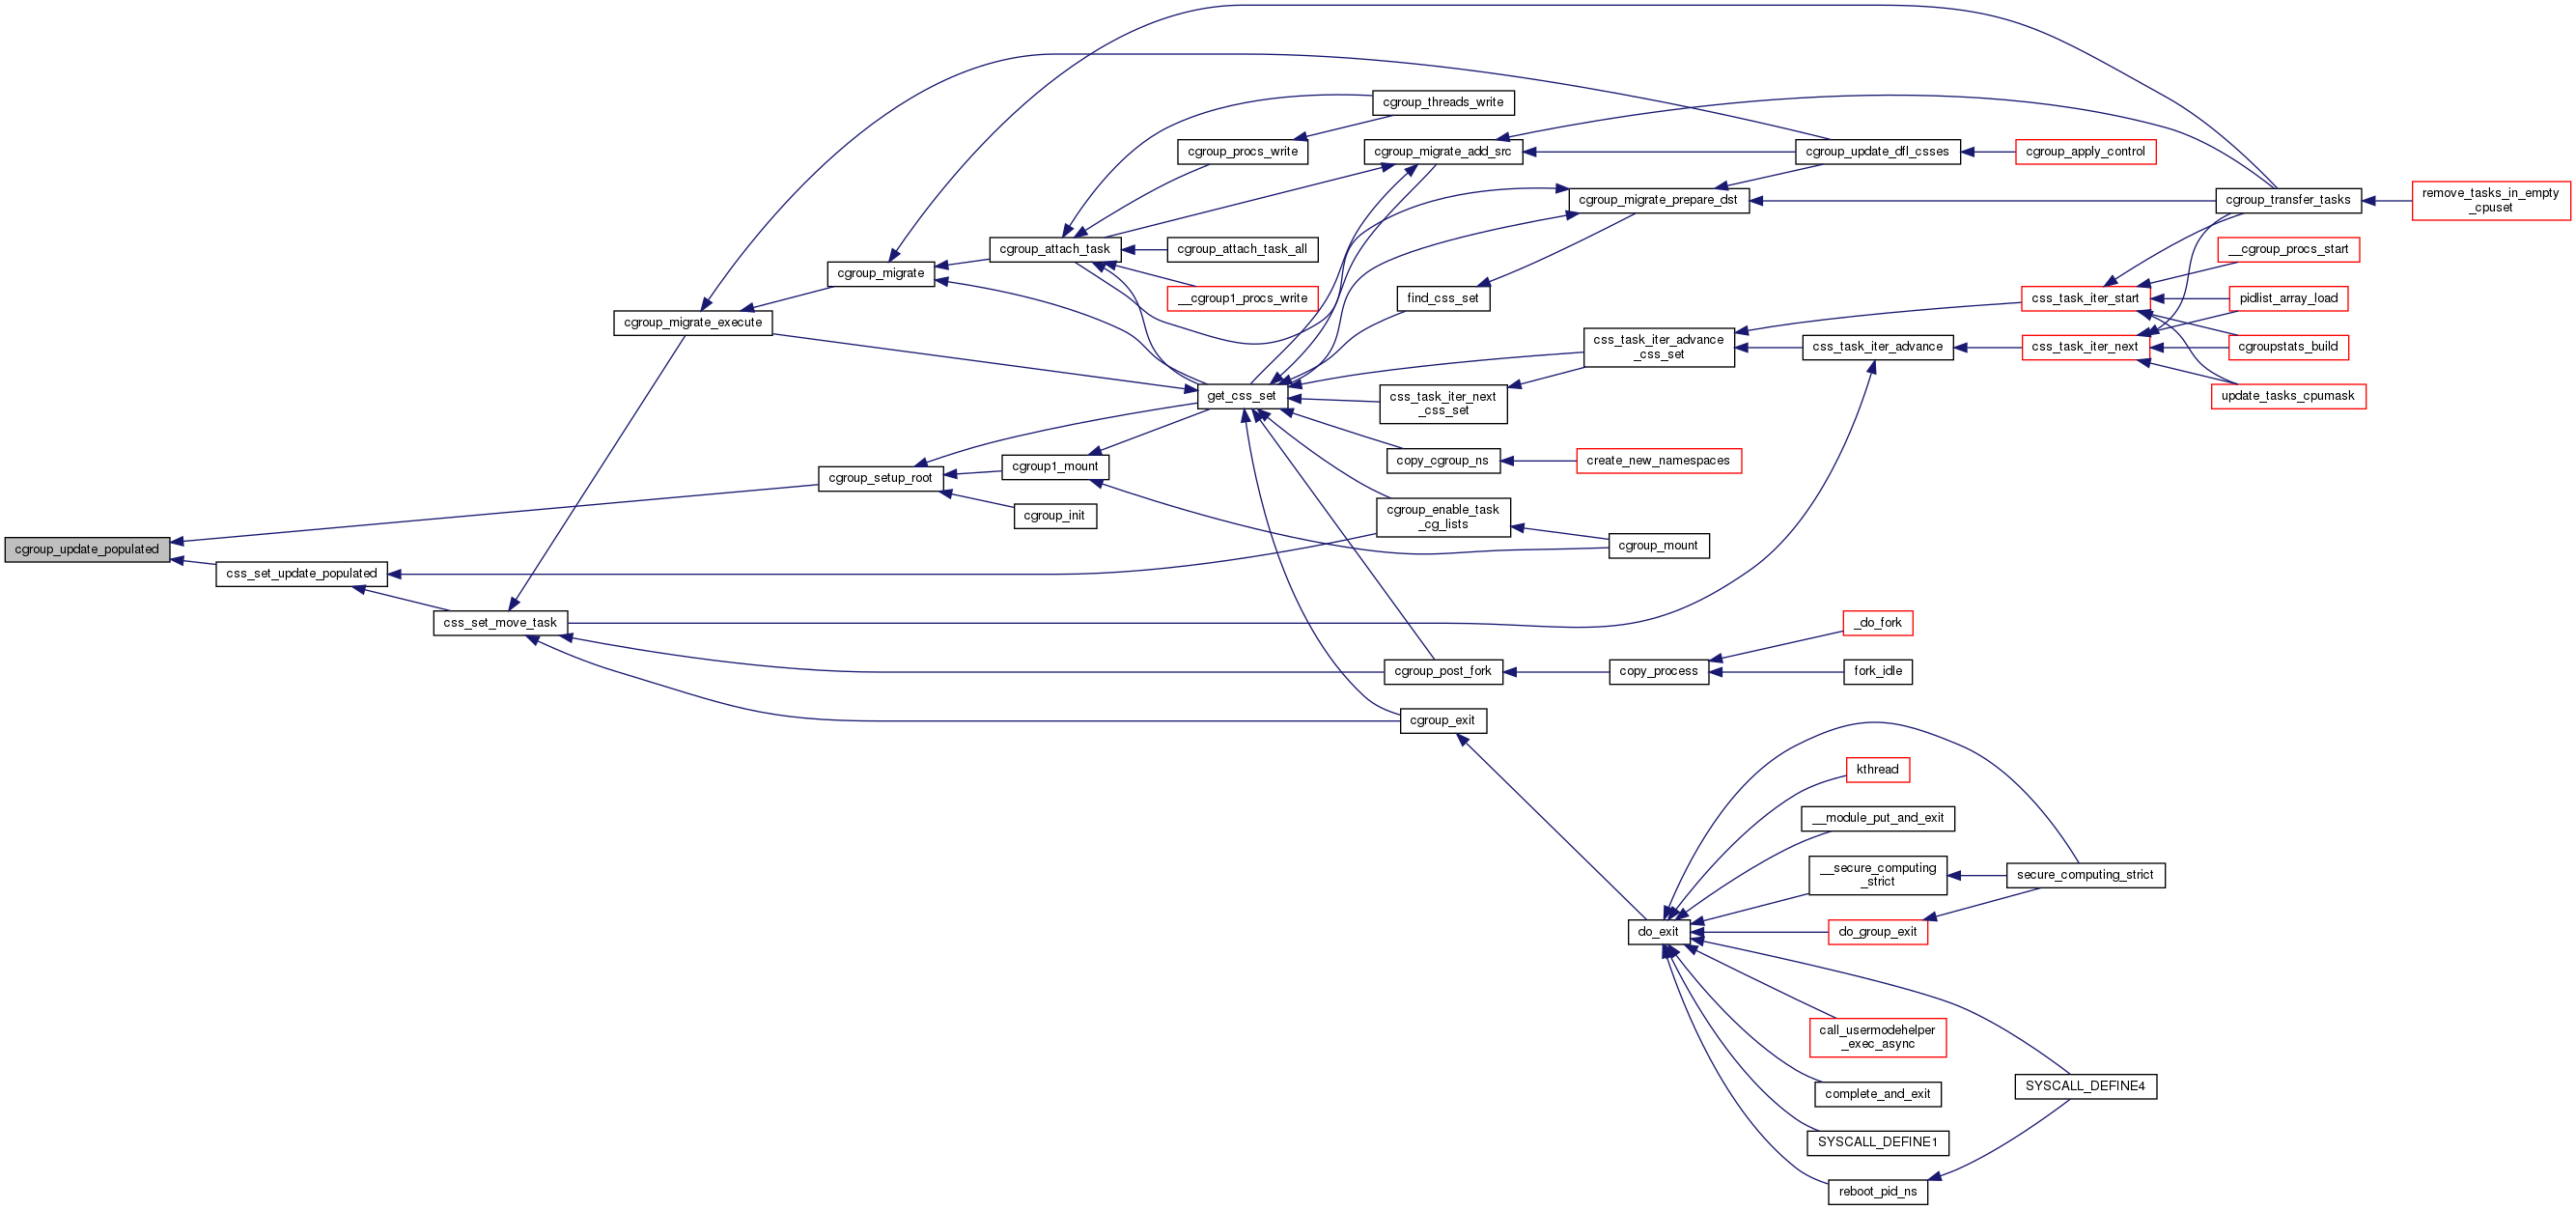 cgroup_threads_write
cgroup_procs_write
cgroup_migrate_add_src
cgroup_update_dfl_csses
cgroup_apply_control
cgroup_migrate_prepare_dst
cgroup_transfer_tasks
remove_tasks_in_empty
_cpuset
cgroup_attach_task
cgroup_attach_task_all
__cgroup_procs_start
cgroup_migrate
__cgroup1_procs_write
find_css_set
css_task_iter_start
pidlist_array_load
cgroup_migrate_execute
css_task_iter_advance
_css_set
css_task_iter_advance
css_task_iter_next
cgroupstats_build
get_css_set
css_task_iter_next
_css_set
update_tasks_cpumask
cgroup_setup_root
cgroup1_mount
copy_cgroup_ns
create_new_namespaces
cgroup_init
cgroup_enable_task
_cg_lists
cgroup_mount
cgroup_update_populated
css_set_update_populated
css_set_move_task
_do_fork
cgroup_post_fork
copy_process
fork_idle
cgroup_exit
kthread
__module_put_and_exit
__secure_computing
_strict
secure_computing_strict
do_exit
do_group_exit
call_usermodehelper
_exec_async
complete_and_exit
SYSCALL_DEFINE4
SYSCALL_DEFINE1
reboot_pid_ns